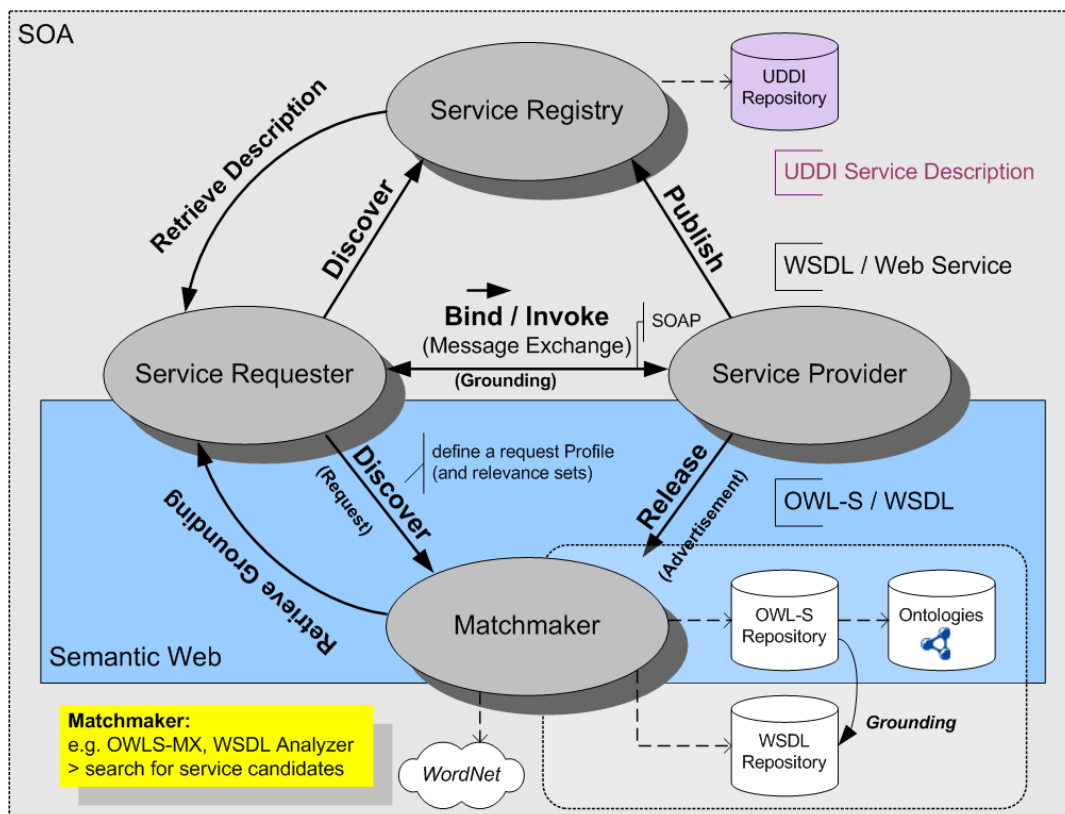 SOA
Service Registry
UDDI
Repository
Retrieve Description
Discover
Publish
UDDI Service Description
WSDL / Web Service
Bind / Invoke
(Message Exchange)
SOAP
(Grounding)
Service Requester
Service Provider
Discover
(Request)
define a request Profile
(and relevance sets)
Release
(Advertisement)
OWL-S / WSDL
Retrieve Grounding
Matchmaker
OWL-S
Repository
Ontologies
Semantic Web
Grounding
WSDL
Repository
Matchmaker:
e.g. OWLS-MX, WSDL Analyzer
> search for service candidates
WordNet